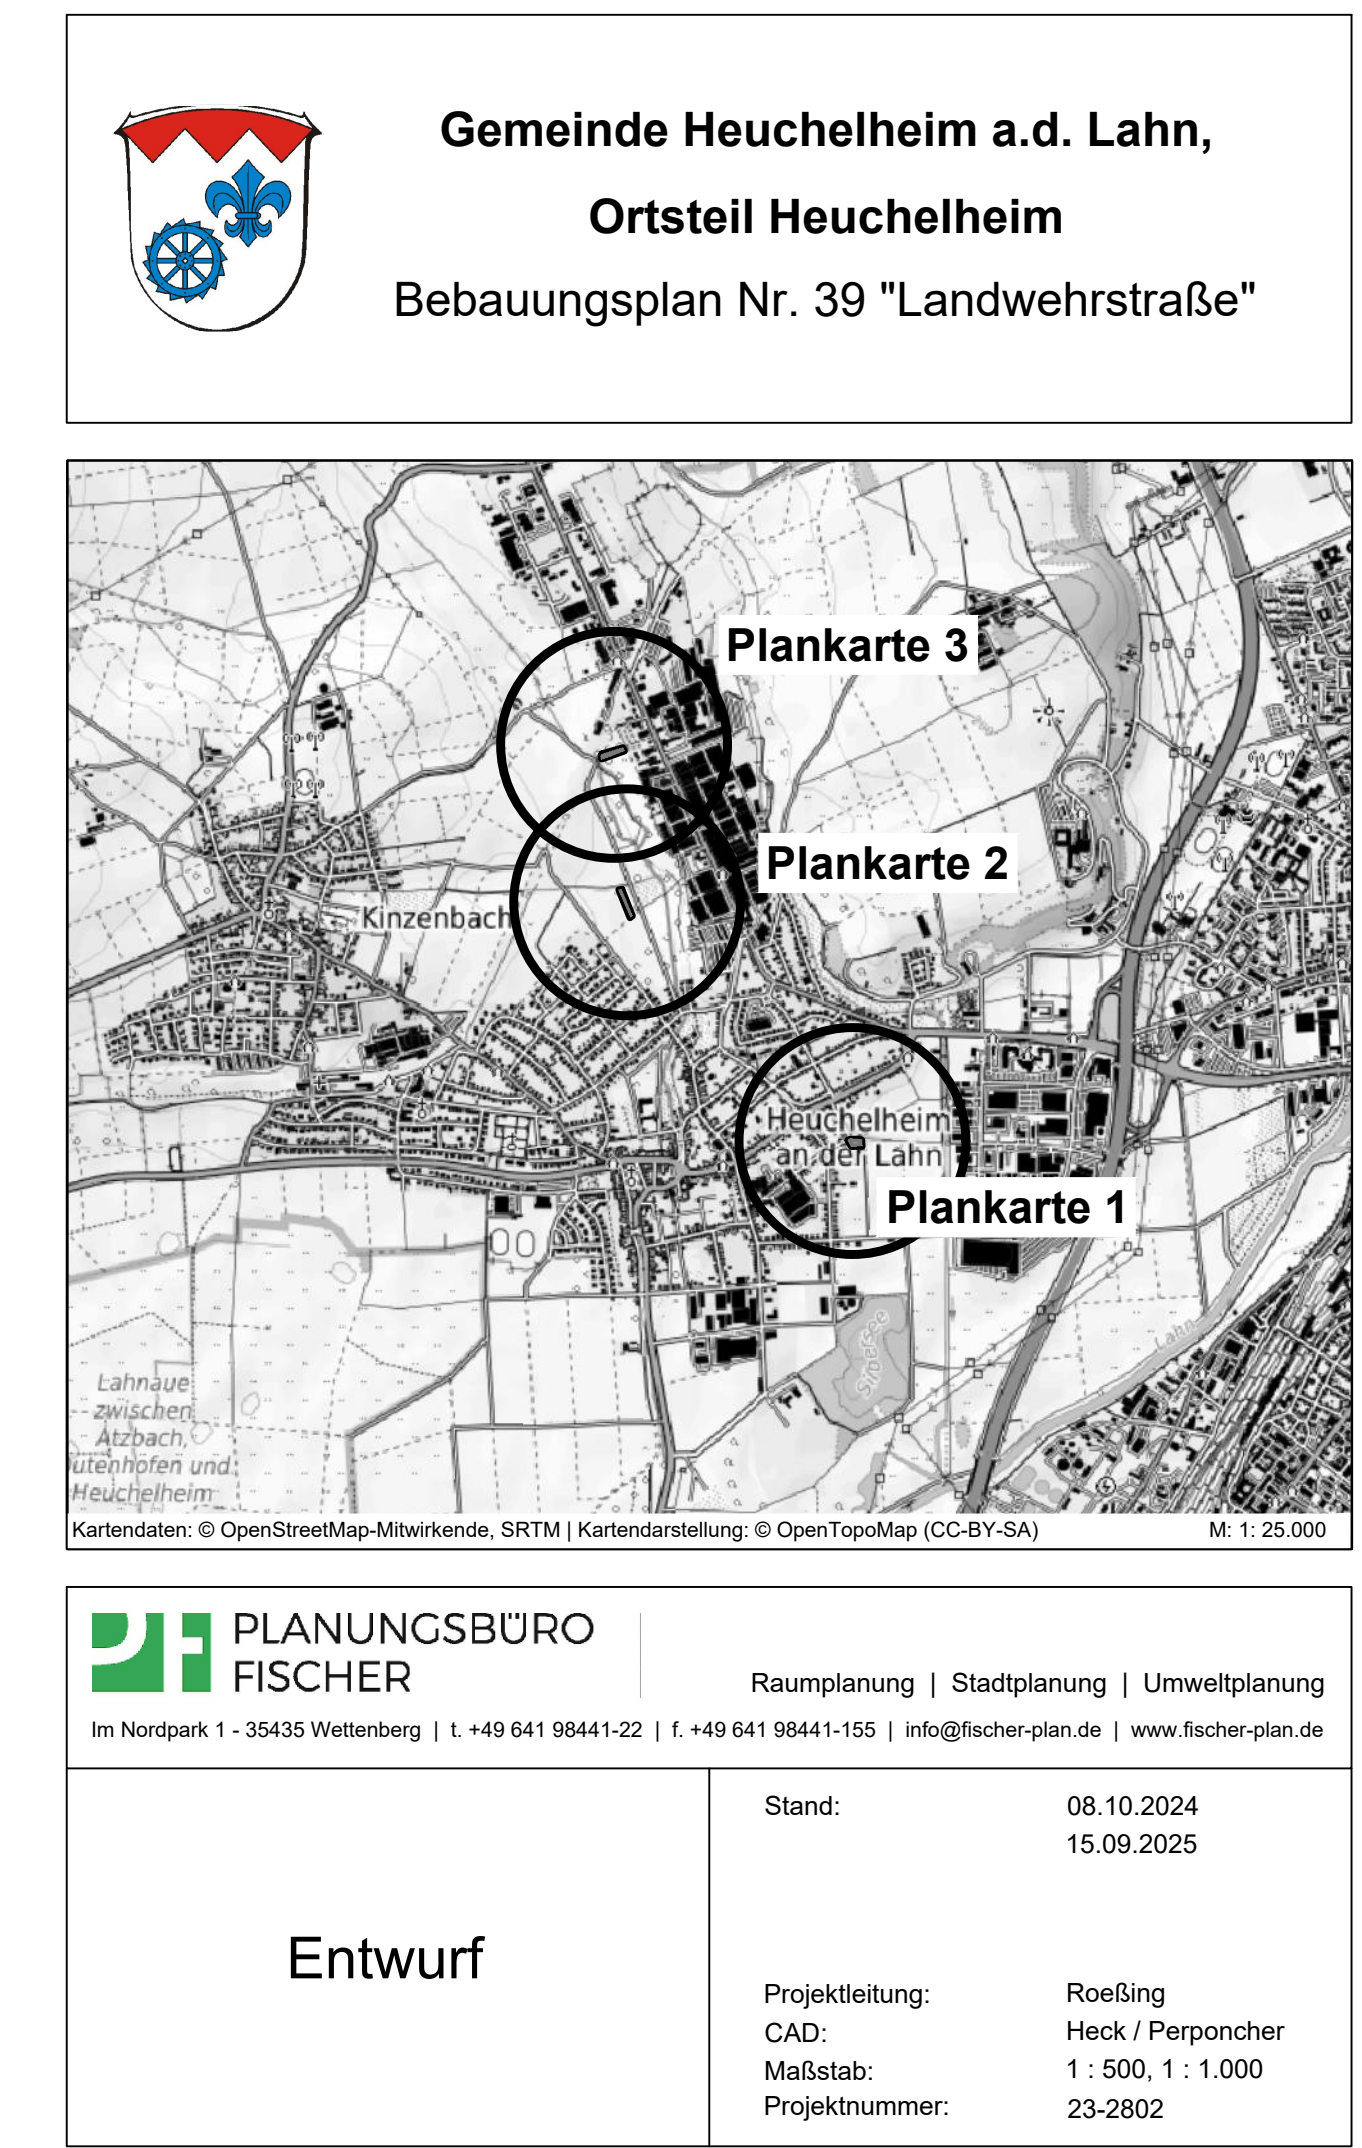 Gemeinde Heuchelheim a.d. Lahn,
Ortsteil Heuchelheim
Bebauungsplan Nr. 39 "Landwehrstraße"
Plankarte 3
Plankarte 2
Kinzenbach
Heuchelheim
an der Lahn
Plankarte 1
Silbersee
Lahn
Lahnaue
zwischen
Atzbach,
utenhofen und
Heuchelheim
Kartendaten: © OpenStreetMap-Mitwirkende, SRTM | Kartendarstellung: © OpenTopoMap (CC-BY-SA)
M: 1: 25.000
PLANUNGSBÜRO
FISCHER
Raumplanung | Stadtplanung | Umweltplanung
Im Nordpark 1 - 35435 Wettenberg | t. +49 641 98441-22 | f. +49 641 98441-155 | info@fischer-plan.de | www.fischer-plan.de
Entwurf
Stand: 08.10.2024
15.09.2025
Projektleitung: Roeßing
CAD: Heck / Perponcher
Maßstab: 1 : 500, 1 : 1.000
Projektnummer: 23-2802